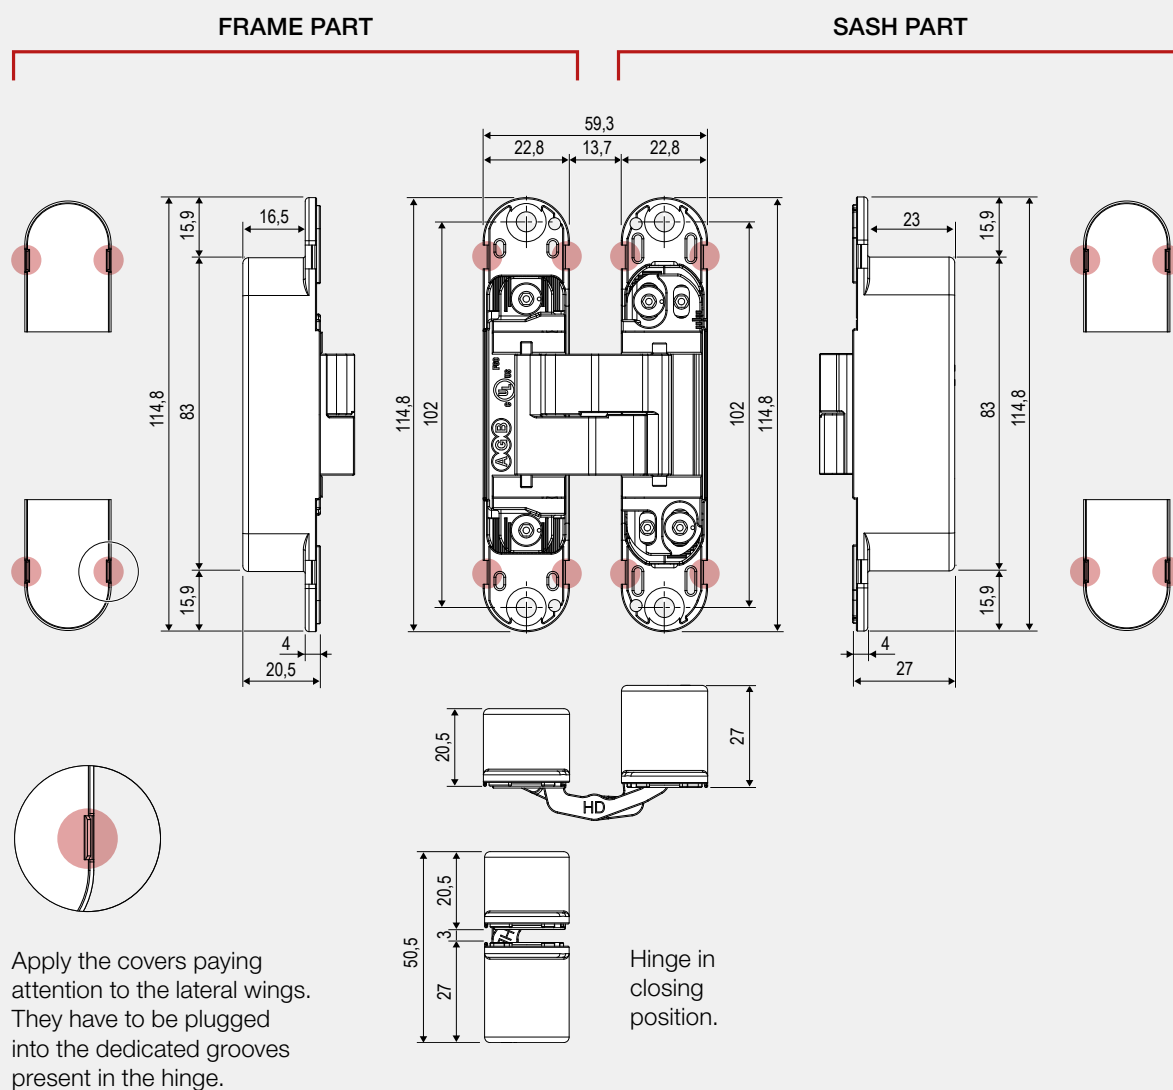 FRAME PART
SASH PART
59,3
22,8
13,7
22,8
15,9
16,5
23
15,9
114,8
83
114,8
102
F60
C UL US
AGB
102
114,8
83
114,8
15,9
15,9
4
20,5
4
27
20,5
27
HD
50,5
20,5
3
27
Apply the covers paying
attention to the lateral wings.
They have to be plugged
into the dedicated grooves
present in the hinge.
Hinge in
closing
position.